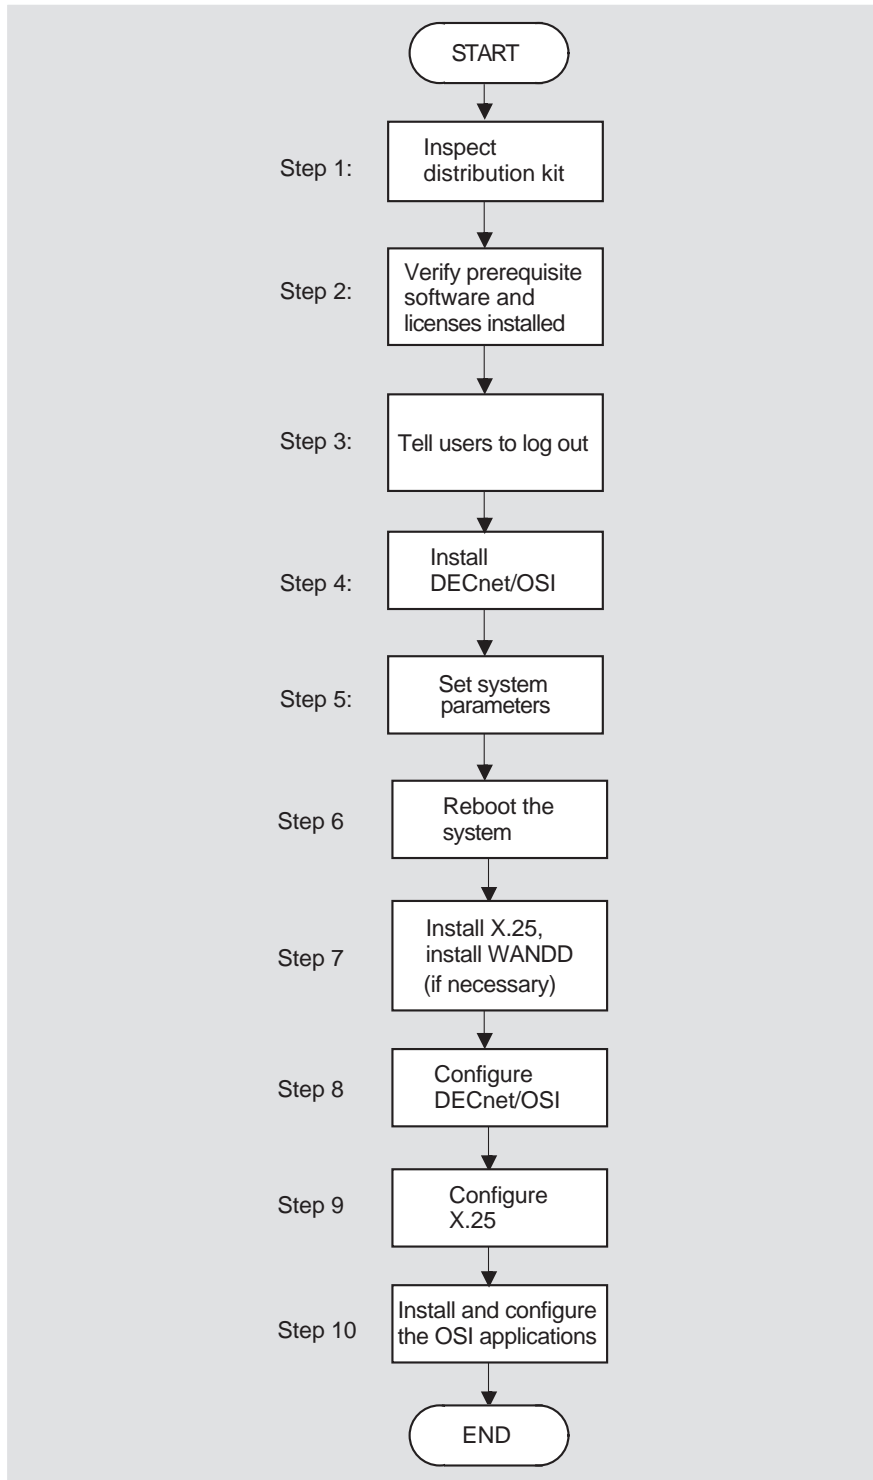 START
Step 1:
Inspect
distribution kit
Step 2:
Verify prerequisite
software and
licenses installed
Step 3:
Tell users to log out
Step 4:
Install
DECnet/OSI
Step 5:
Set system
parameters
Step 6
Reboot the
system
Step 7
Install X.25,
install WANDD
(if necessary)
Step 8
Configure
DECnet/OSI
Step 9
Configure
X.25
Step 10
Install and configure
the OSI applications
END